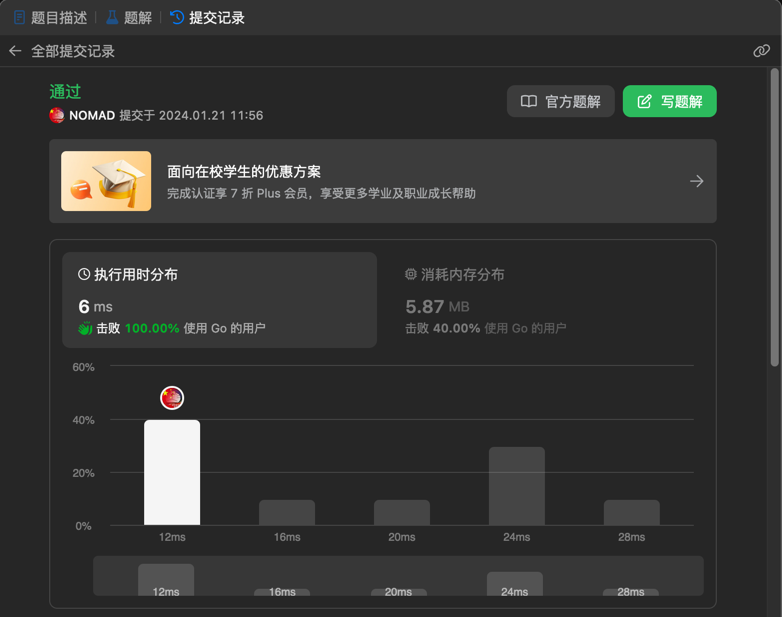 题目描述 题解 提交记录
全部提交记录
通过
NOMAD 提交于 2024.01.21 11:56
官方题解 写题解
面向在校学生的优惠方案
完成认证享 7 折 Plus 会员，享受更多学业及职业成长帮助
执行用时分布
6 ms
击败 100.00% 使用 Go 的用户
消耗内存分布
5.87 MB
击败 40.00% 使用 Go 的用户
60%
40%
20%
0%
12ms 16ms 20ms 24ms 28ms
12ms 16ms 20ms 24ms 28ms